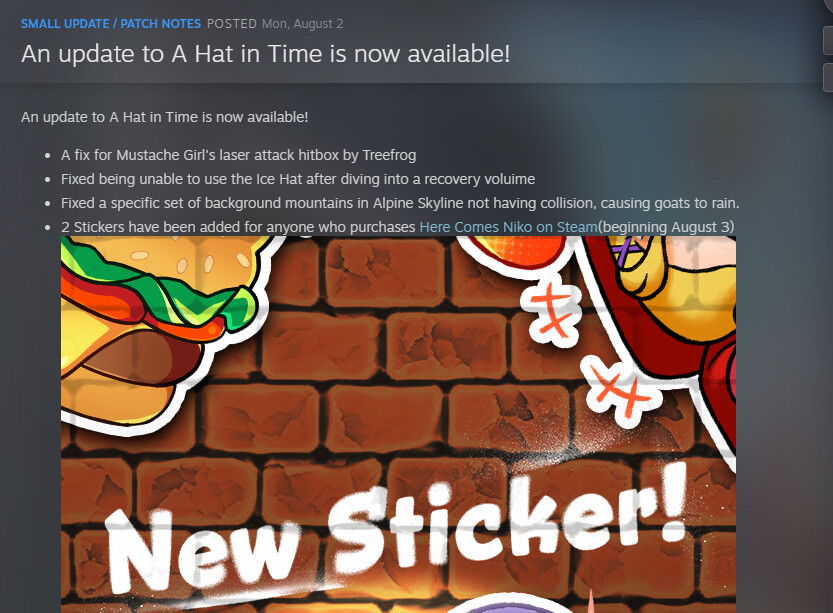 SMALL UPDATE / PATCH NOTES POSTED Mon, August 2
An update to A Hat in Time is now available!
An update to A Hat in Time is now available!
• A fix for Mustache Girl's laser attack hitbox by Treefrog
• Fixed being unable to use the Ice Hat after diving into a recovery voluime
• Fixed a specific set of background mountains in Alpine Skyline not having collision, causing goats to rain.
• 2 Stickers have been added for anyone who purchases Here Comes Niko on Steam(beginning August 3)
New Sticker!